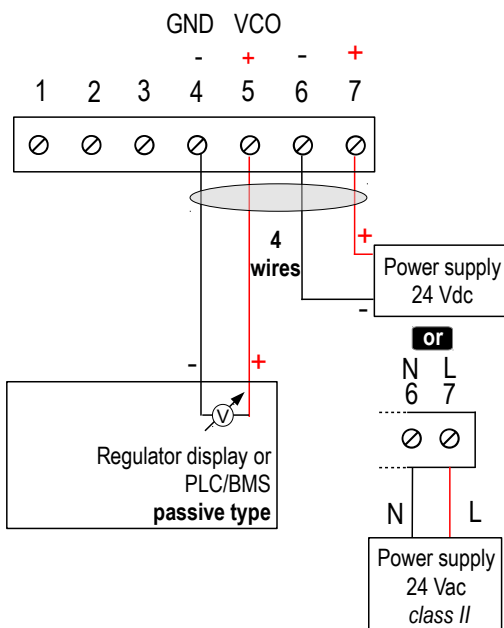 GND VCO
- + - +
1 2 3 4 5 6 7
4
wires
+
Power supply
24 Vdc
-
or
N L
6 7
- +
V
Regulator display or
PLC/BMS
passive type
N L
Power supply
24 Vac
class II